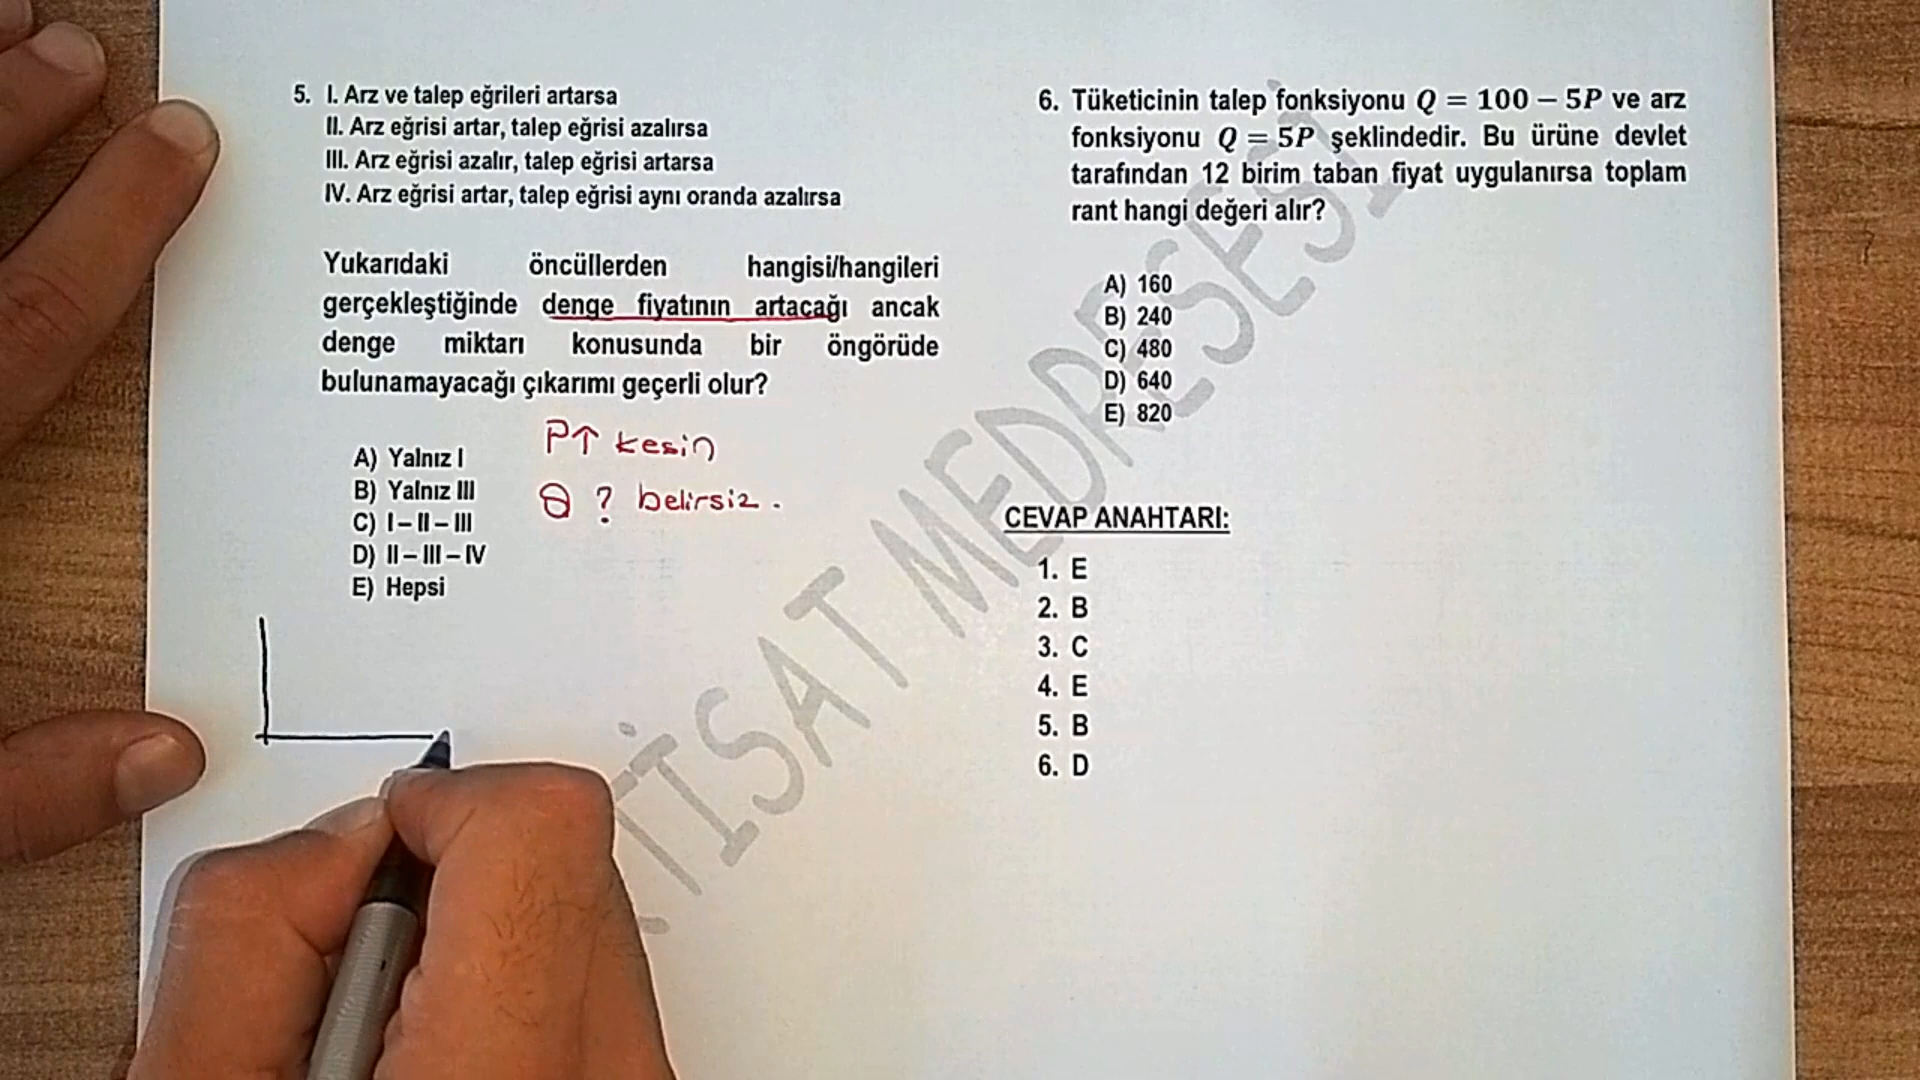 5. I. Arz ve talep eğrileri artarsa
II. Arz eğrisi artar, talep eğrisi azalırsa
III. Arz eğrisi azalır, talep eğrisi artarsa
IV. Arz eğrisi artar, talep eğrisi aynı oranda azalırsa
Yukarıdaki öncüllerden hangisi/hangileri
gerçekleştiğinde denge fiyatının artacağı ancak
denge miktarı konusunda bir öngörüde
bulunamayacağı çıkarımı geçerli olur?
A) Yalnız I
B) Yalnız III
C) I – II – III
D) II – III – IV
E) Hepsi
P↑ kesin
Q ? belirsiz.
6. Tüketicinin talep fonksiyonu Q = 100 – 5P ve arz
fonksiyonu Q = 5P şeklindedir. Bu ürüne devlet
tarafından 12 birim taban fiyat uygulanırsa toplam
rant hangi değeri alır?
A) 160
B) 240
C) 480
D) 640
E) 820
CEVAP ANAHTARI:
1. E
2. B
3. C
4. E
5. B
6. D
TİSAT MEDRESESİ